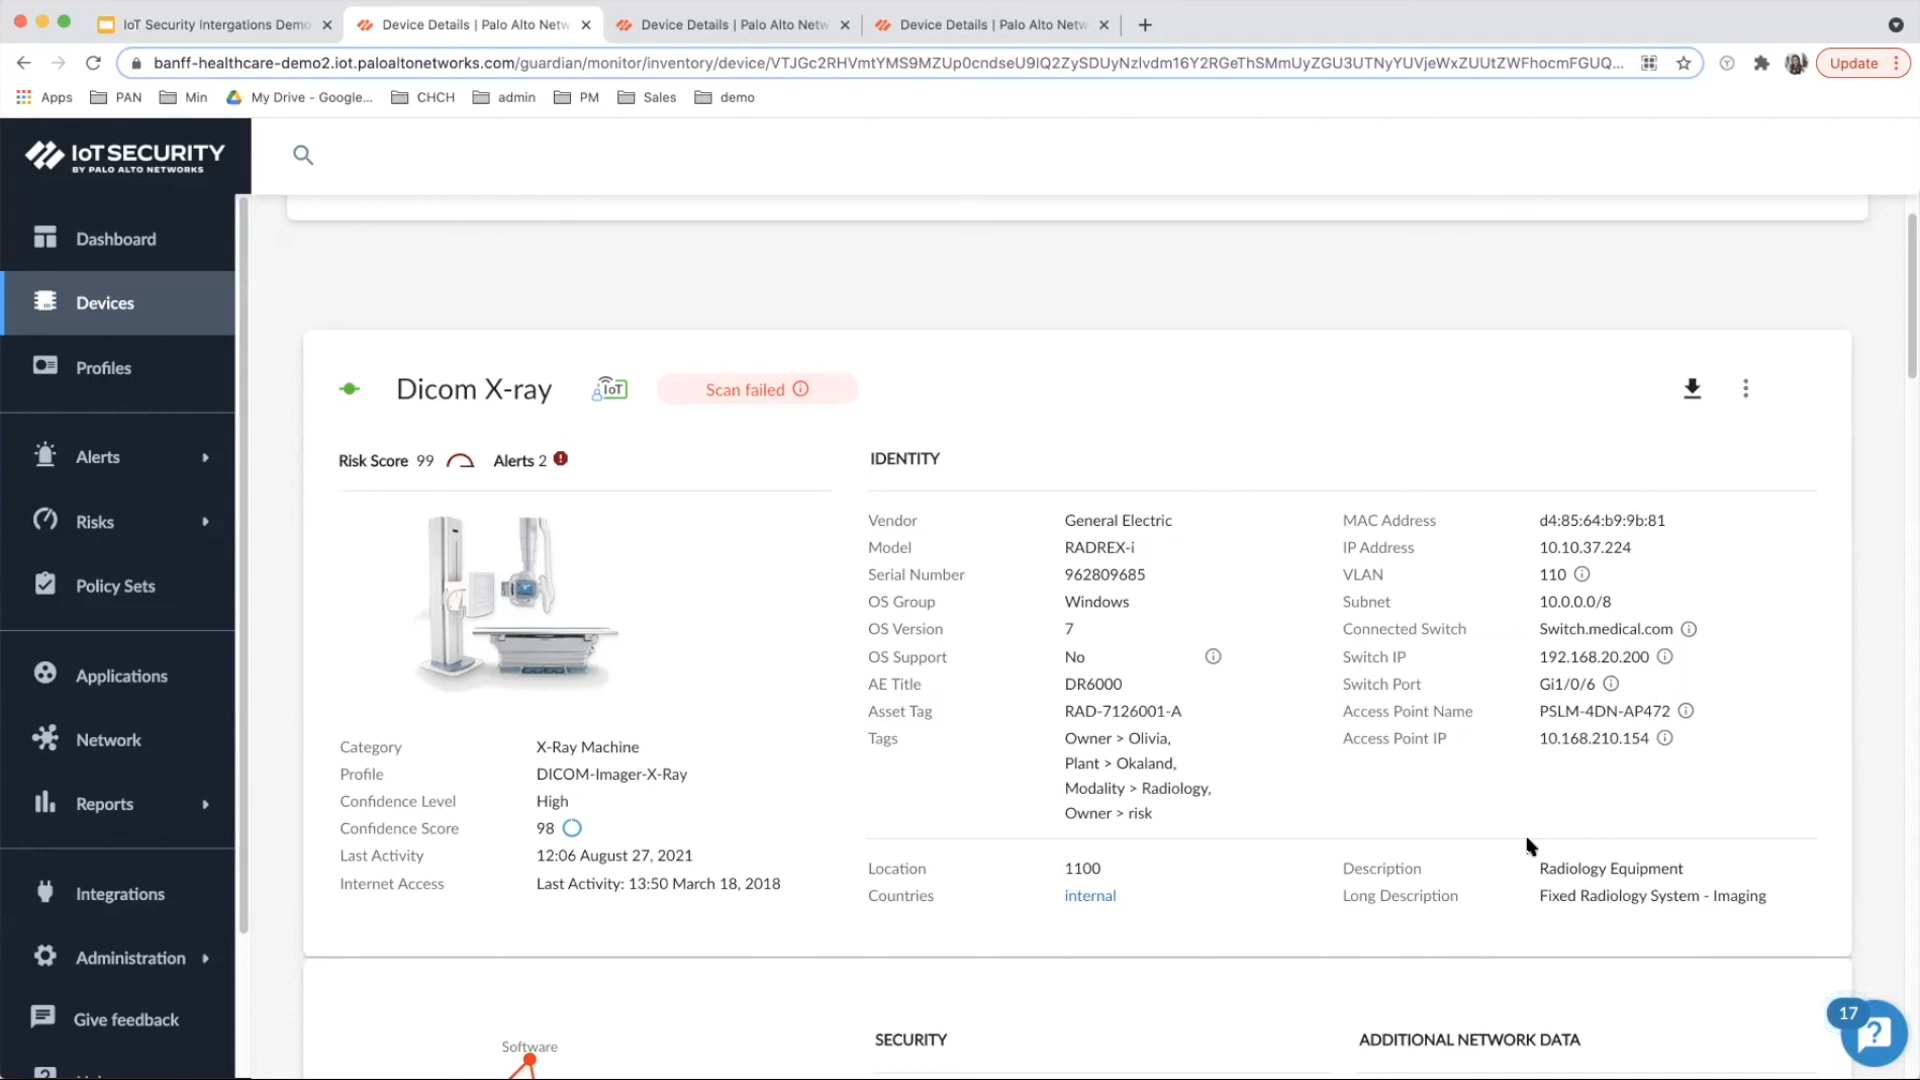 IoT Security Intergations Demo
Device Details | Palo Alto Netw
Device Details | Palo Alto Netw
Device Details | Palo Alto Netw
banff-healthcare-demo2.iot.paloaltonetworks.com/guardian/monitor/inventory/device/VTJGc2RHVmtYMS9MZUp0cndseU9IQ2ZySDUyNzlvdm16Y2RGeThSMmUyZGU3UTNyYUVjeWxZUUtZWFhocmFGUQ...
Update
Apps
PAN
Min
My Drive - Google...
CHCH
admin
PM
Sales
demo
IoT SECURITY
BY PALO ALTO NETWORKS
Dashboard
Devices
Profiles
Alerts
Risks
Policy Sets
Applications
Network
Reports
Integrations
Administration
Give feedback
Dicom X-ray
IoT
Scan failed
Risk Score 99
Alerts 2
Category X-Ray Machine
Profile DICOM-Imager-X-Ray
Confidence Level High
Confidence Score 98
Last Activity 12:06 August 27, 2021
Internet Access Last Activity: 13:50 March 18, 2018
IDENTITY
Vendor General Electric
Model RADREX-i
Serial Number 962809685
OS Group Windows
OS Version 7
OS Support No
AE Title DR6000
Asset Tag RAD-7126001-A
Tags Owner > Olivia,
Plant > Okaland,
Modality > Radiology,
Owner > risk
MAC Address d4:85:64:b9:9b:81
IP Address 10.10.37.224
VLAN 110
Subnet 10.0.0.0/8
Connected Switch Switch.medical.com
Switch IP 192.168.20.200
Switch Port Gi1/0/6
Access Point Name PSLM-4DN-AP472
Access Point IP 10.168.210.154
Location 1100
Countries internal
Description Radiology Equipment
Long Description Fixed Radiology System - Imaging
Software
SECURITY
ADDITIONAL NETWORK DATA
17